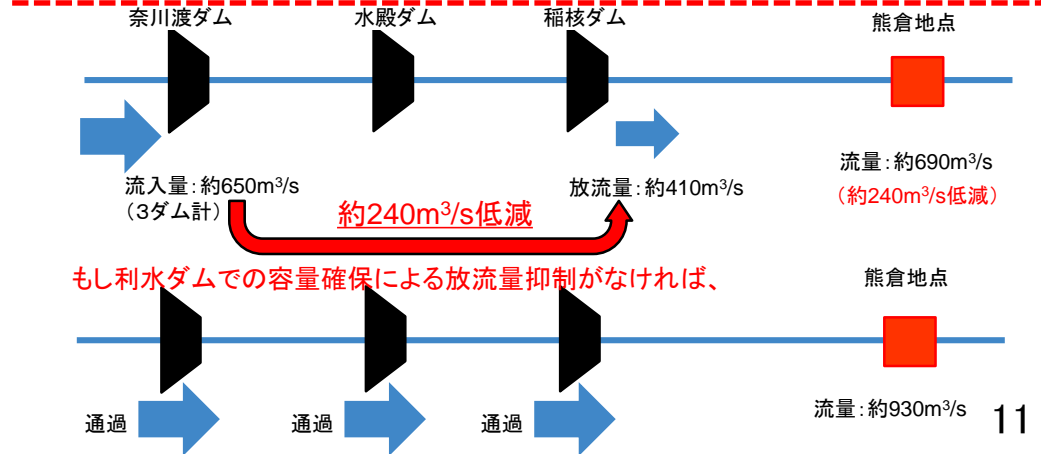 奈川渡ダム
水殿ダム
稲核ダム
熊倉地点
流入量：約650m³/s
（3ダム計）
放流量：約410m³/s
流量：約690m³/s
（約240m³/s低減）
約240m³/s低減
もし利水ダムでの容量確保による放流量抑制がなければ、
熊倉地点
通過
通過
通過
流量：約930m³/s
11